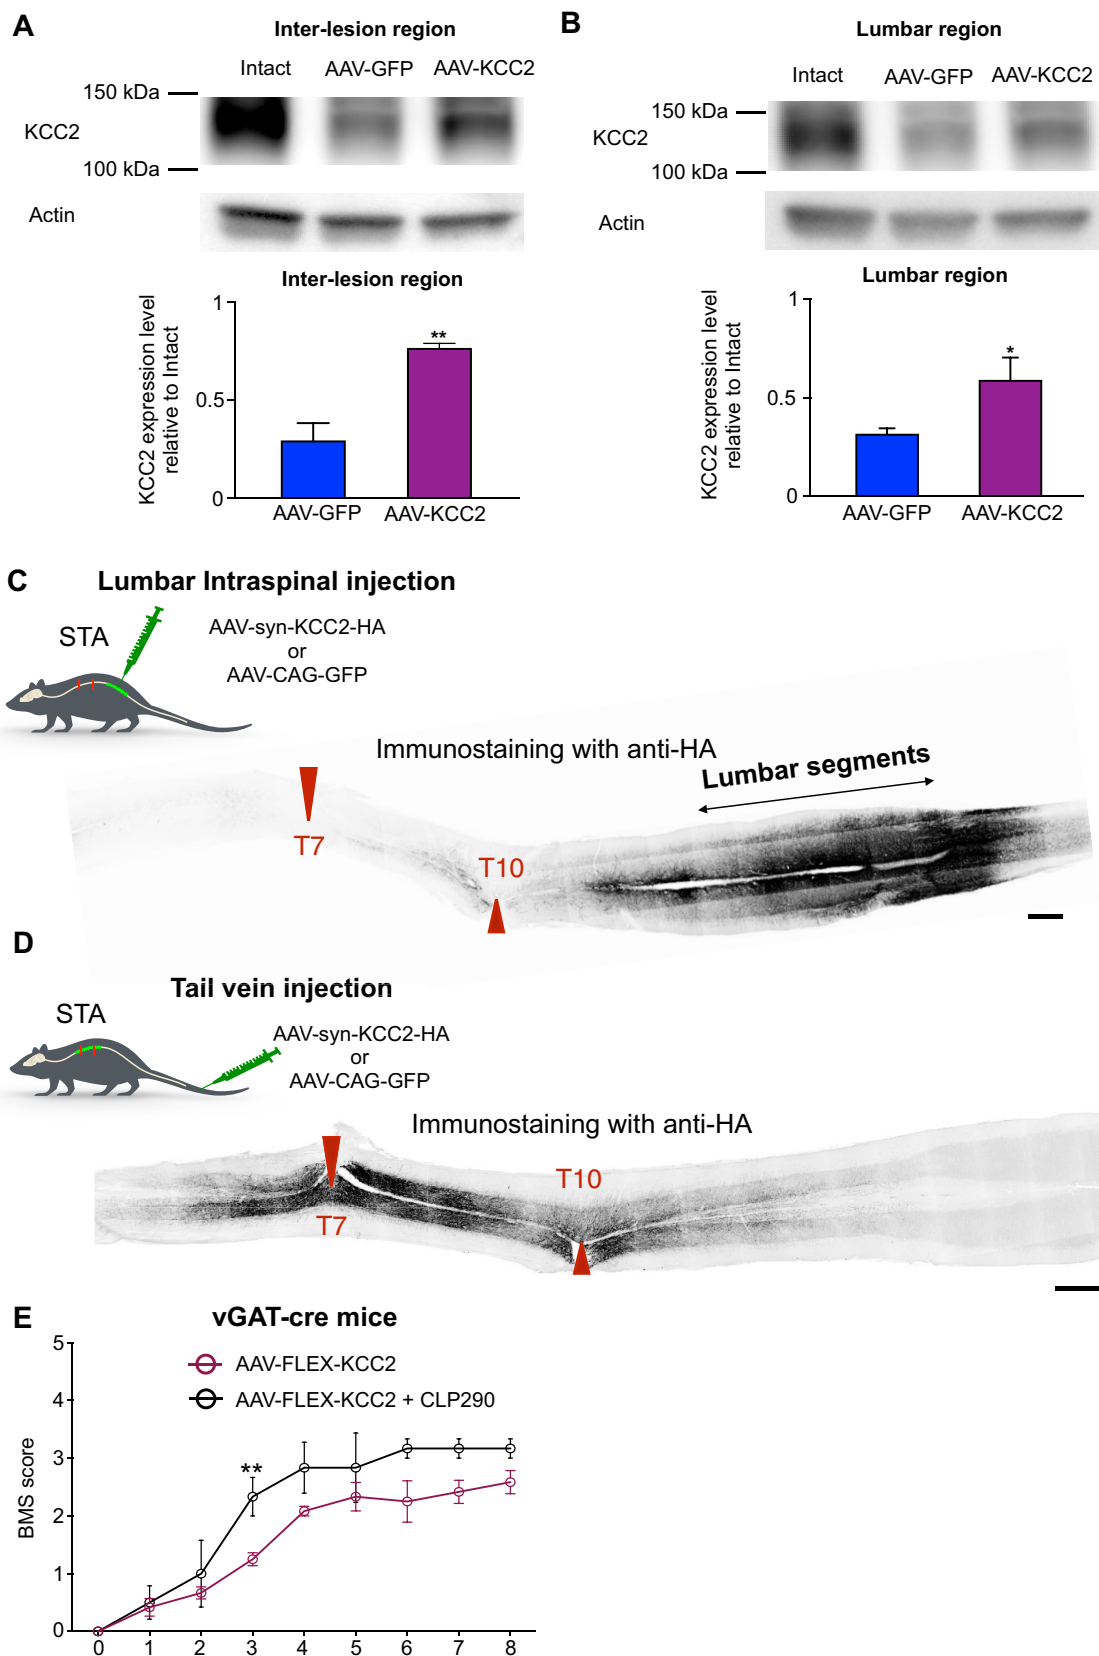 A
Inter-lesion region
Intact AAV-GFP AAV-KCC2
150 kDa
KCC2
100 kDa
Actin
Inter-lesion region
KCC2 expression level
relative to Intact
1
0.5
0
**
AAV-GFP AAV-KCC2
B
Lumbar region
Intact AAV-GFP AAV-KCC2
150 kDa
KCC2
100 kDa
Actin
Lumbar region
KCC2 expression level
relative to Intact
1
0.5
0
*
AAV-GFP AAV-KCC2
C
Lumbar Intraspinal injection
STA
AAV-syn-KCC2-HA
or
AAV-CAG-GFP
Immunostaining with anti-HA
Lumbar segments
T7
T10
D
Tail vein injection
STA
AAV-syn-KCC2-HA
or
AAV-CAG-GFP
Immunostaining with anti-HA
T10
T7
E
vGAT-cre mice
AAV-FLEX-KCC2
AAV-FLEX-KCC2 + CLP290
BMS score
5
4
3
2
1
0
**
0 1 2 3 4 5 6 7 8